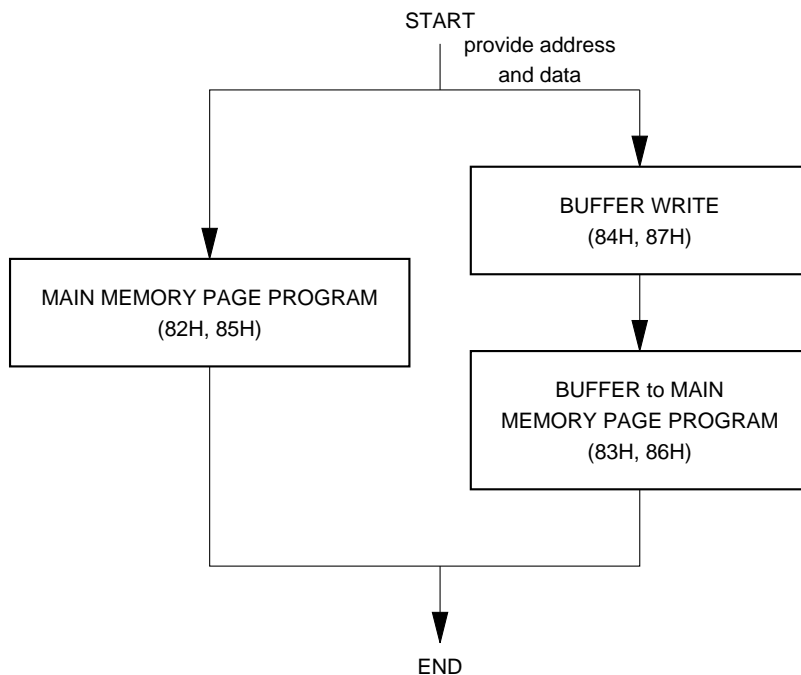 START
provide address
and data
BUFFER WRITE
(84H, 87H)
MAIN MEMORY PAGE PROGRAM
(82H, 85H)
BUFFER to MAIN
MEMORY PAGE PROGRAM
(83H, 86H)
END